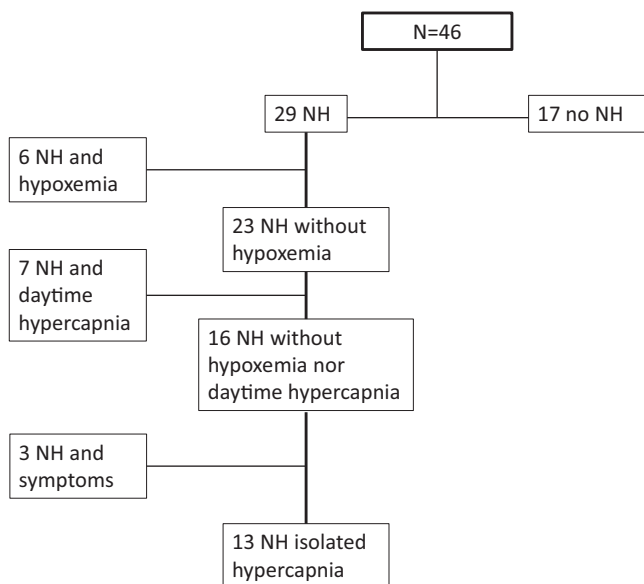 N=46
29 NH
17 no NH
6 NH and
hypoxemia
23 NH without
hypoxemia
7 NH and
daytime
hypercapnia
16 NH without
hypoxemia nor
daytime hypercapnia
3 NH and
symptoms
13 NH isolated
hypercapnia